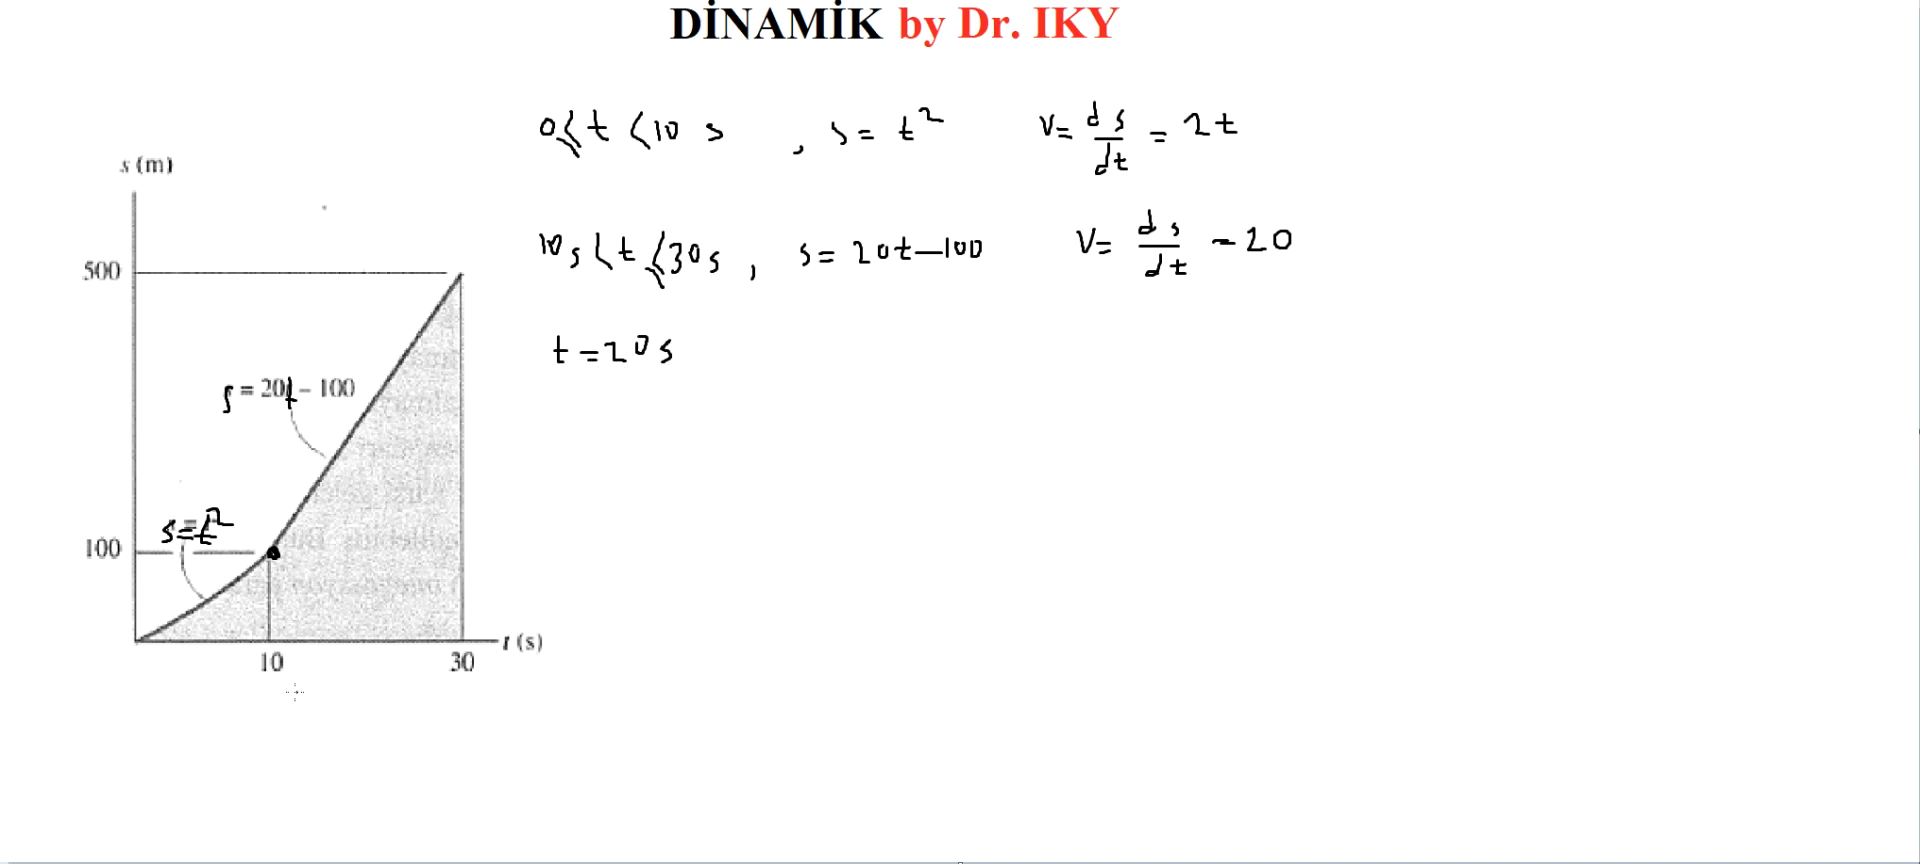 DİNAMİK by Dr. IKY
0 ≤ t < 10 s , s = t² v = ds/dt = 2t
s (m)
10 s < t ≤ 30 s , s = 20t - 100 v = ds/dt - 20
500
t = 20 s
s = 20t - 100
s = t²
100
t (s)
10 30